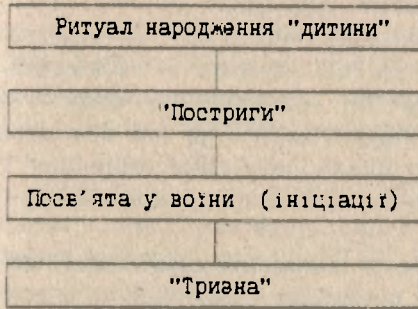 Ритуал народження "дитини"
"Постриги"
Посв'ята у воїни (ініціації)
"Тризна"